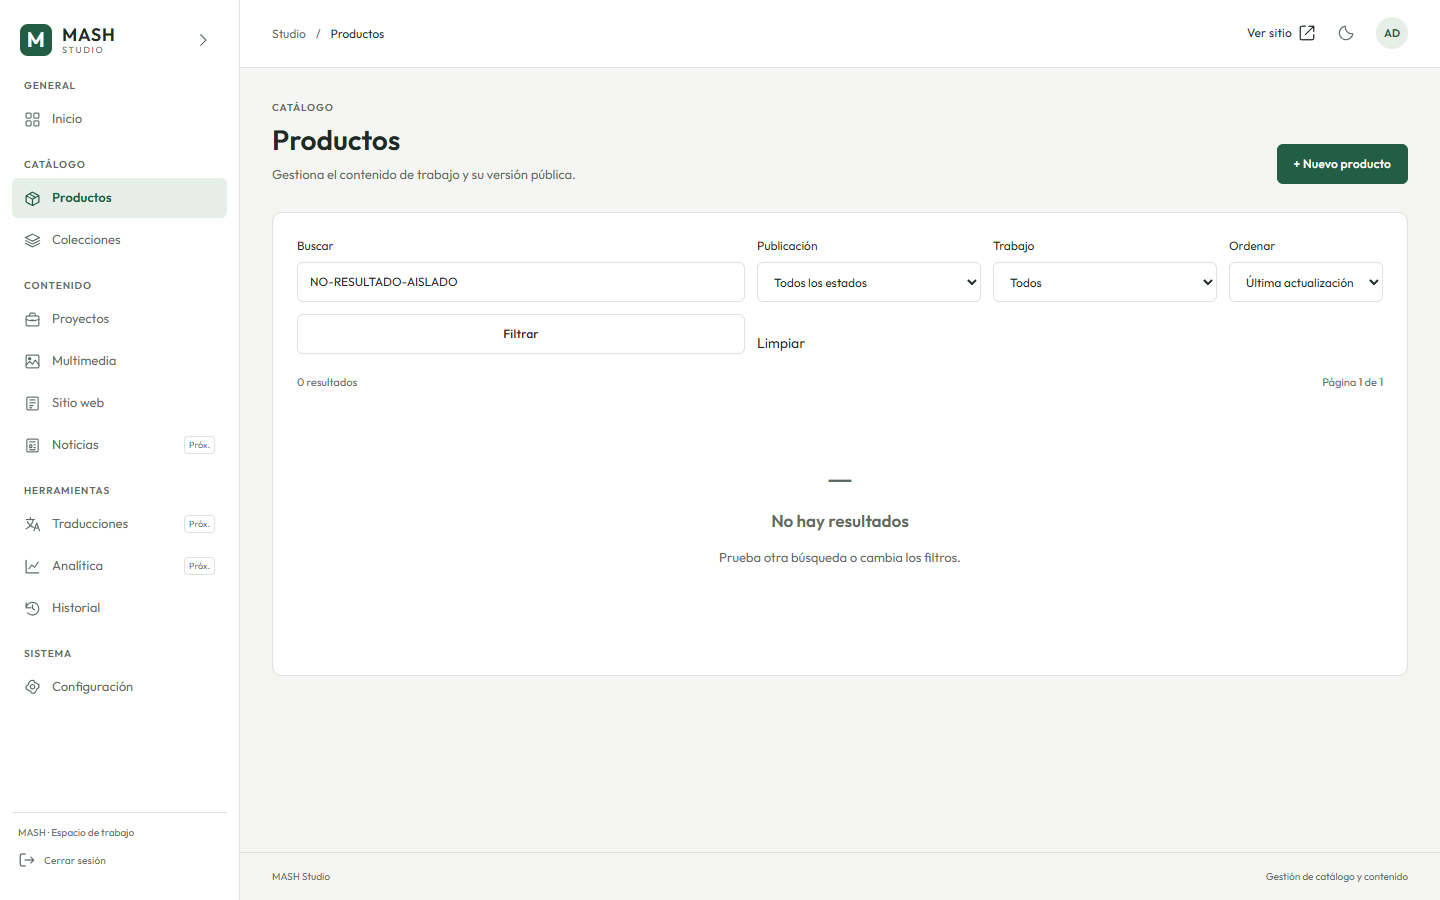 M MASH
STUDIO
GENERAL
Inicio
CATÁLOGO
Productos
Colecciones
CONTENIDO
Proyectos
Multimedia
Sitio web
Noticias Próx.
HERRAMIENTAS
Traducciones Próx.
Analítica Próx.
Historial
SISTEMA
Configuración
MASH · Espacio de trabajo
Cerrar sesión
Studio / Productos
Ver sitio
AD
CATÁLOGO
Productos
Gestiona el contenido de trabajo y su versión pública.
+ Nuevo producto
Buscar Publicación Trabajo Ordenar
NO-RESULTADO-AISLADO Todos los estados Todos Última actualización
Filtrar Limpiar
0 resultados Página 1 de 1
—
No hay resultados
Prueba otra búsqueda o cambia los filtros.
MASH Studio Gestión de catálogo y contenido